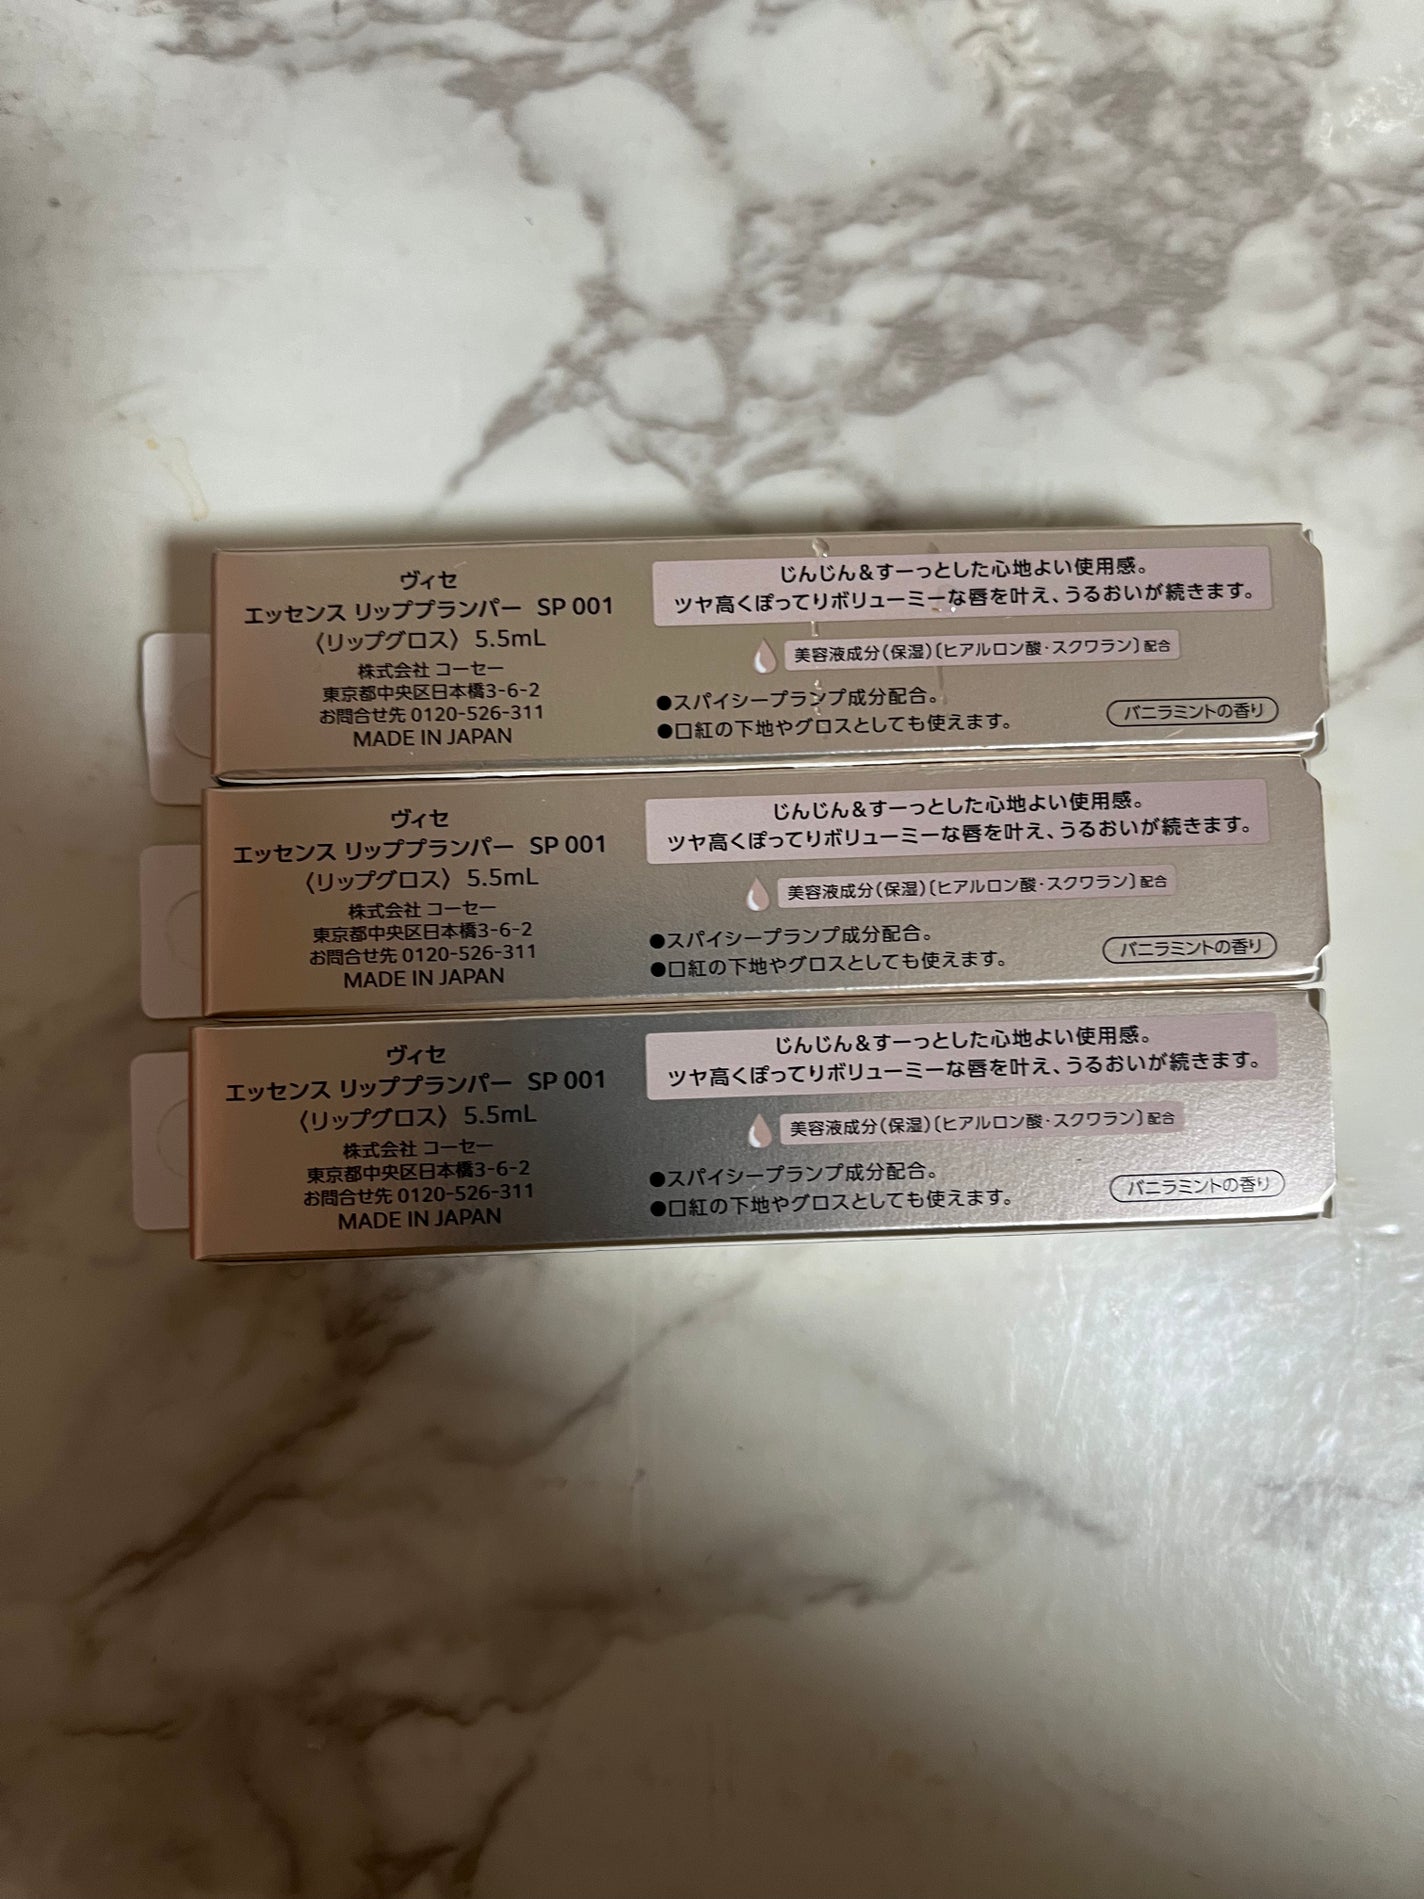 ヴィセ
エッセンス リッププランパー SP 001
〈リップグロス〉 5.5mL
株式会社 コーセー
東京都中央区日本橋3-6-2
お問合せ先 0120-526-311
MADE IN JAPAN
じんじん＆すーっとした心地よい使用感。
ツヤ高くぽってりボリューミーな唇を叶え、うるおいが続きます。
美容液成分（保湿）〔ヒアルロン酸・スクワラン〕配合
●スパイシープランプ成分配合。
●口紅の下地やグロスとしても使えます。
バニラミントの香り
ヴィセ
エッセンス リッププランパー SP 001
〈リップグロス〉 5.5mL
株式会社 コーセー
東京都中央区日本橋3-6-2
お問合せ先 0120-526-311
MADE IN JAPAN
じんじん＆すーっとした心地よい使用感。
ツヤ高くぽってりボリューミーな唇を叶え、うるおいが続きます。
美容液成分（保湿）〔ヒアルロン酸・スクワラン〕配合
●スパイシープランプ成分配合。
●口紅の下地やグロスとしても使えます。
バニラミントの香り
ヴィセ
エッセンス リッププランパー SP 001
〈リップグロス〉 5.5mL
株式会社 コーセー
東京都中央区日本橋3-6-2
お問合せ先 0120-526-311
MADE IN JAPAN
じんじん＆すーっとした心地よい使用感。
ツヤ高くぽってりボリューミーな唇を叶え、うるおいが続きます。
美容液成分（保湿）〔ヒアルロン酸・スクワラン〕配合
●スパイシープランプ成分配合。
●口紅の下地やグロスとしても使えます。
バニラミントの香り